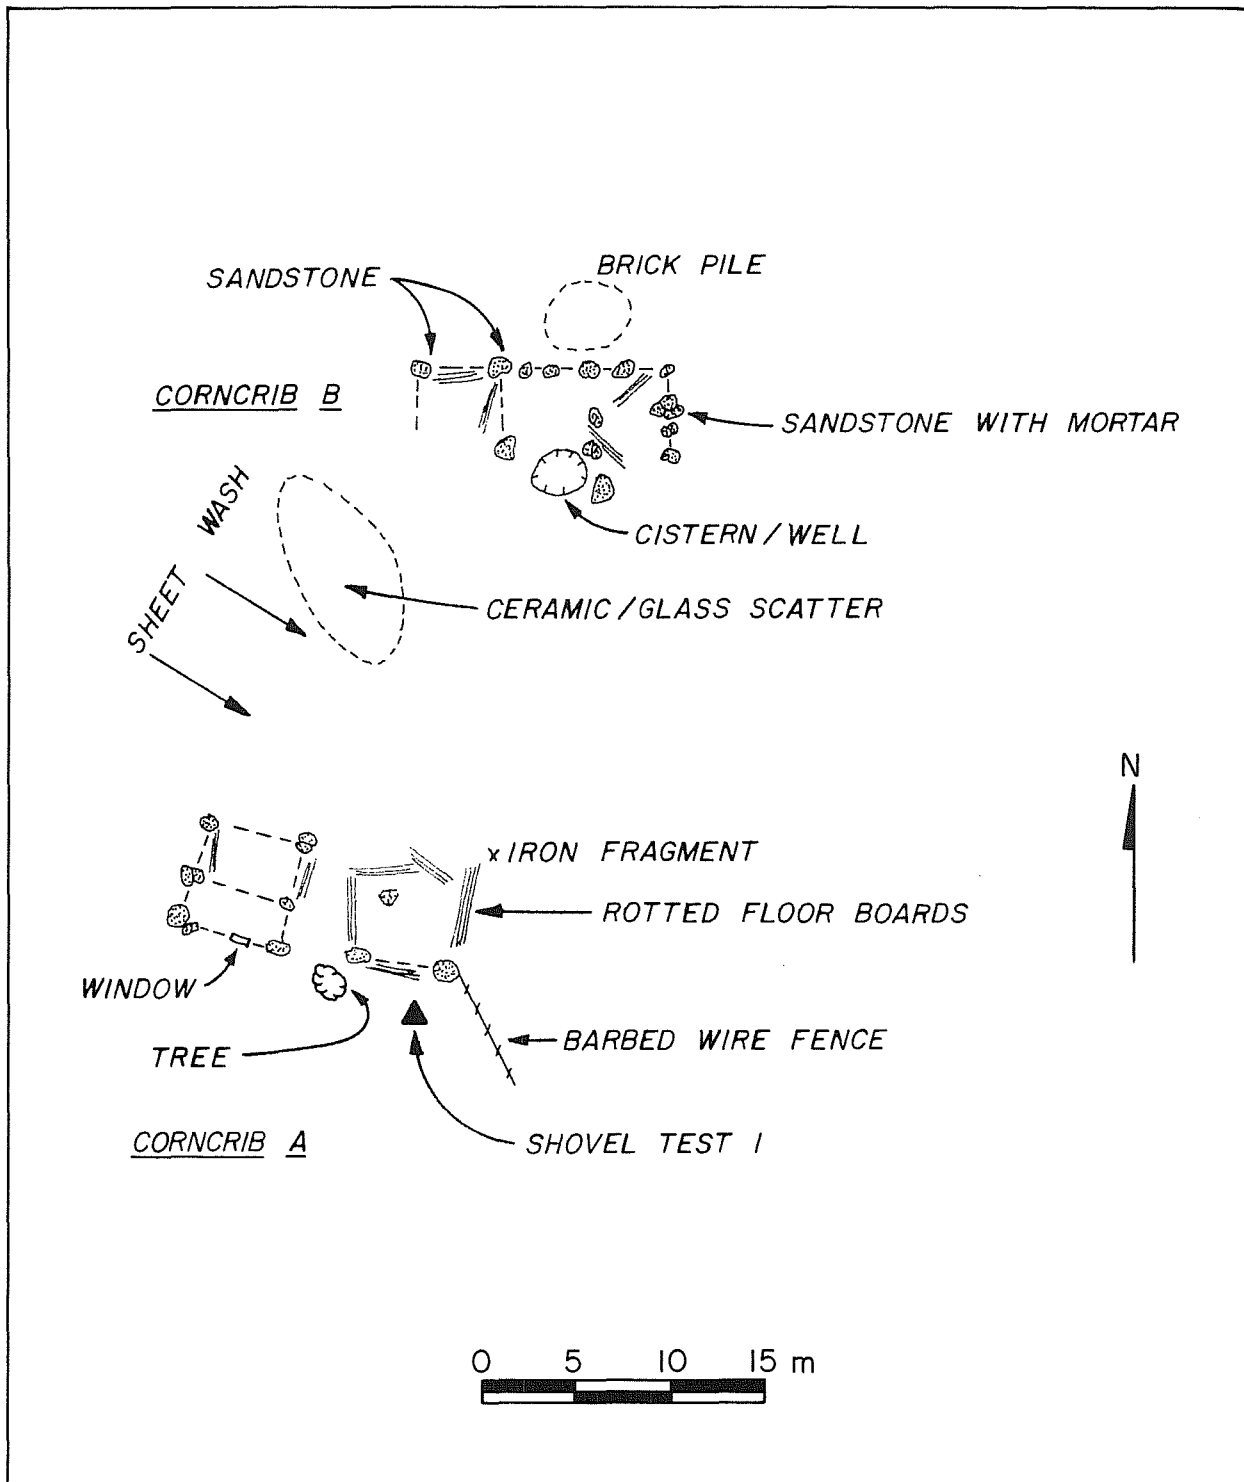 BRICK PILE
SANDSTONE
CORNCRIB B
SANDSTONE WITH MORTAR
SHEET WASH
CISTERN/WELL
CERAMIC/GLASS SCATTER
N
x IRON FRAGMENT
ROTTED FLOOR BOARDS
WINDOW
TREE
BARBED WIRE FENCE
CORNCRIB A
SHOVEL TEST 1
0 5 10 15 m